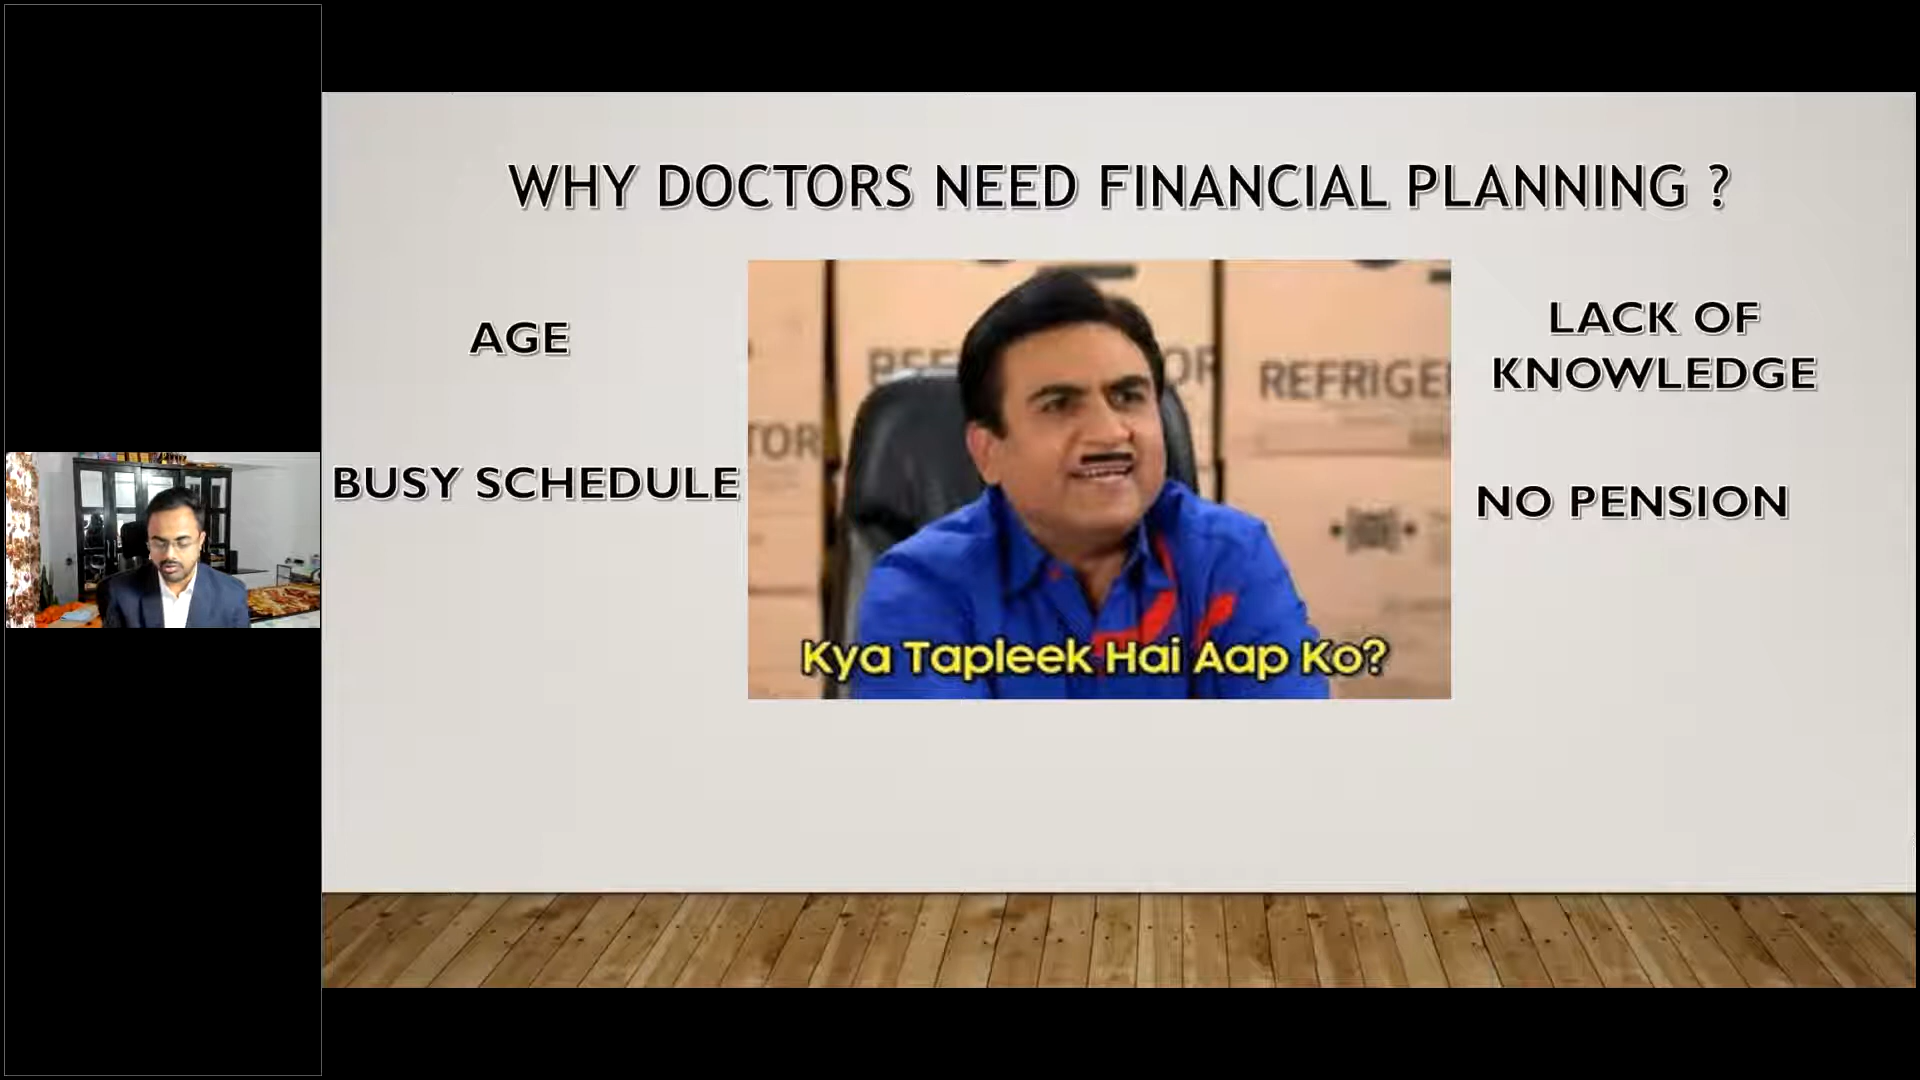 WHY DOCTORS NEED FINANCIAL PLANNING ?
AGE
BUSY SCHEDULE
REFRIGE
TOR
Kya Tapleek Hai Aap Ko?
LACK OF
KNOWLEDGE
NO PENSION